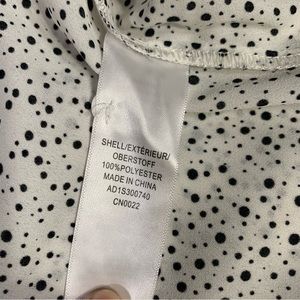 SHELL/EXTÉRIEUR/
OBERSTOFF
100%POLYESTER
MADE IN CHINA
AD1S300740
CN0022